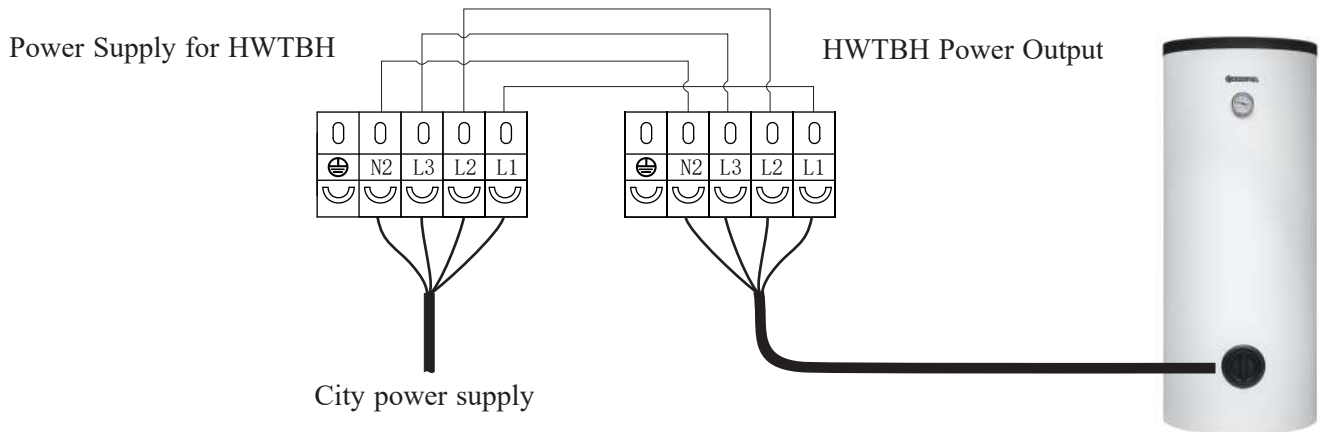 Power Supply for HWTBH
HWTBH Power Output
N2 L3 L2 L1
N2 L3 L2 L1
City power supply